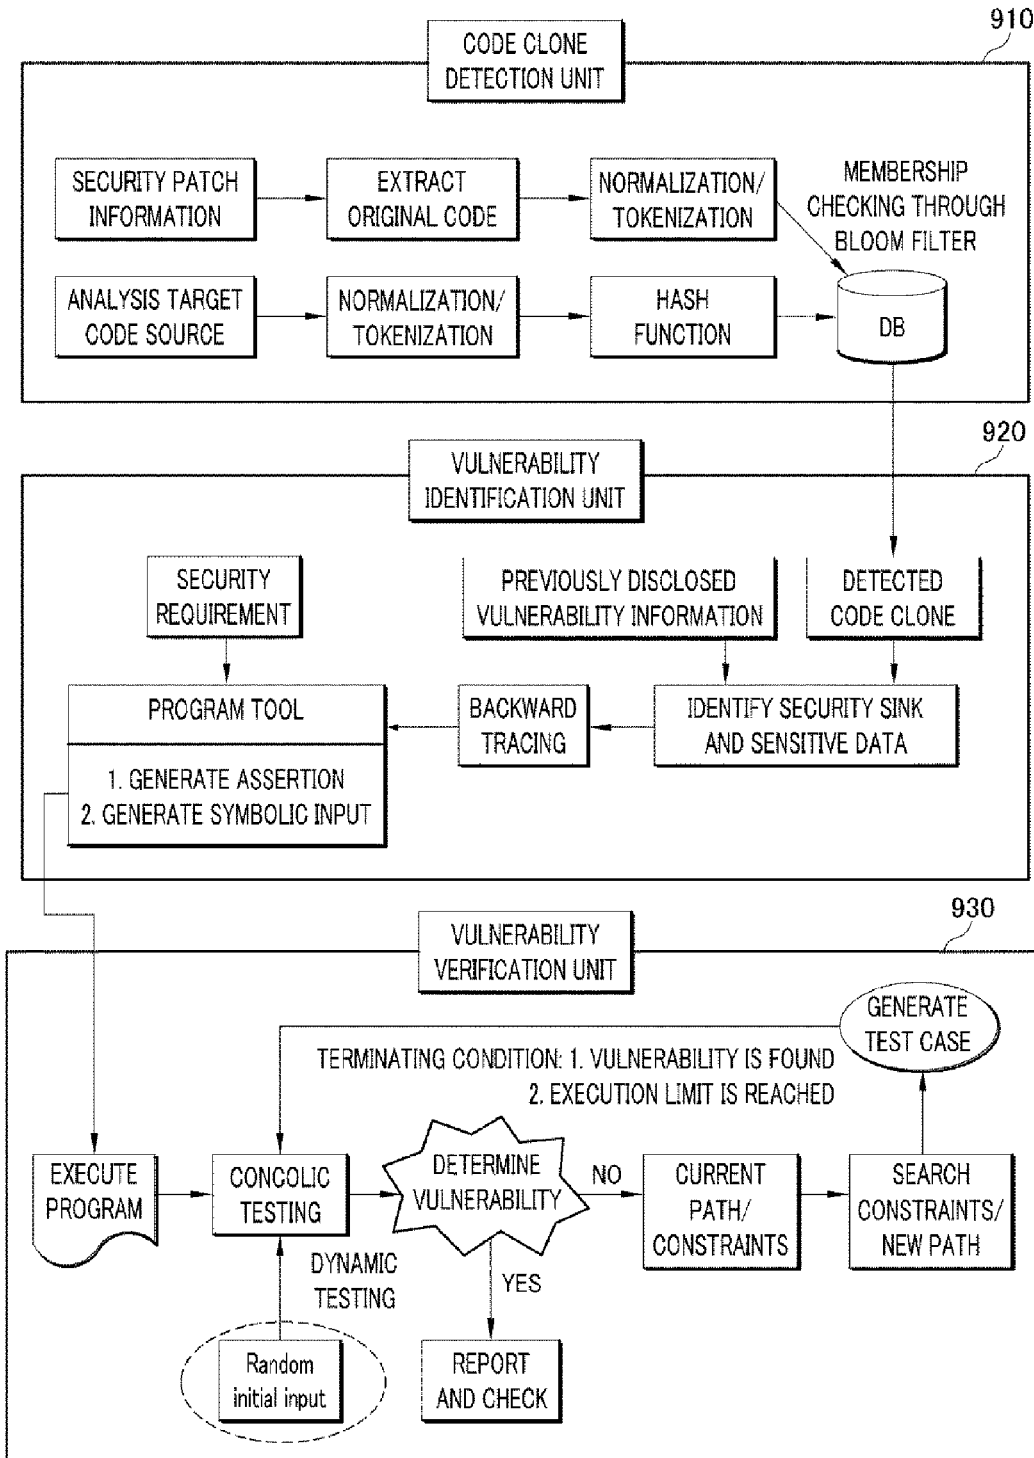 910
CODE CLONE
DETECTION UNIT
SECURITY PATCH
INFORMATION
EXTRACT
ORIGINAL CODE
NORMALIZATION/
TOKENIZATION
MEMBERSHIP
CHECKING THROUGH
BLOOM FILTER
ANALYSIS TARGET
CODE SOURCE
NORMALIZATION/
TOKENIZATION
HASH
FUNCTION
DB
920
VULNERABILITY
IDENTIFICATION UNIT
SECURITY
REQUIREMENT
PREVIOUSLY DISCLOSED
VULNERABILITY INFORMATION
DETECTED
CODE CLONE
PROGRAM TOOL
1. GENERATE ASSERTION
2. GENERATE SYMBOLIC INPUT
BACKWARD
TRACING
IDENTIFY SECURITY SINK
AND SENSITIVE DATA
930
VULNERABILITY
VERIFICATION UNIT
GENERATE
TEST CASE
TERMINATING CONDITION: 1. VULNERABILITY IS FOUND
2. EXECUTION LIMIT IS REACHED
EXECUTE
PROGRAM
CONCOLIC
TESTING
DETERMINE
VULNERABILITY
NO
CURRENT
PATH/
CONSTRAINTS
SEARCH
CONSTRAINTS/
NEW PATH
DYNAMIC
TESTING
YES
Random
initial input
REPORT
AND CHECK